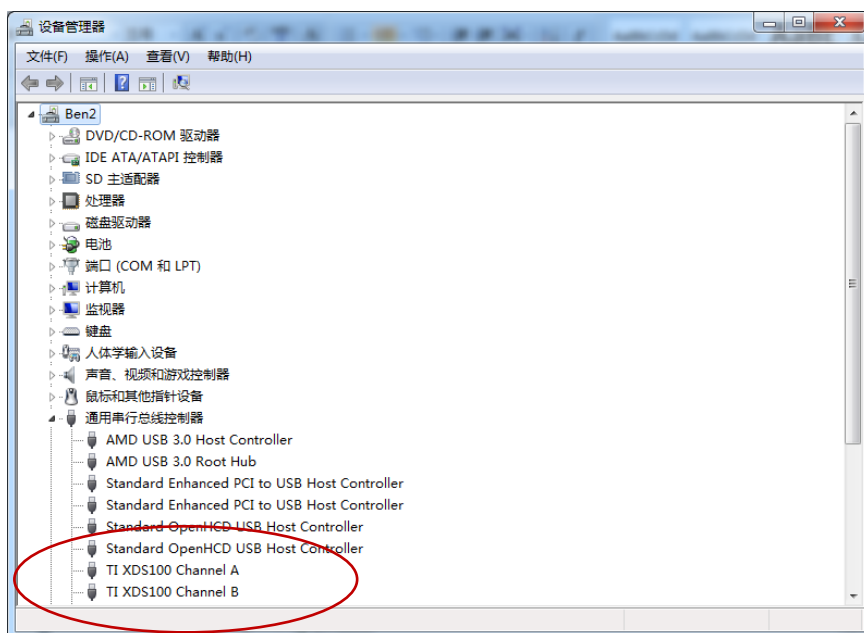 设备管理器
文件(F) 操作(A) 查看(V) 帮助(H)
Ben2
DVD/CD-ROM 驱动器
IDE ATA/ATAPI 控制器
SD 主适配器
处理器
磁盘驱动器
电池
端口 (COM 和 LPT)
计算机
监视器
键盘
人体学输入设备
声音、视频和游戏控制器
鼠标和其他指针设备
通用串行总线控制器
AMD USB 3.0 Host Controller
AMD USB 3.0 Root Hub
Standard Enhanced PCI to USB Host Controller
Standard Enhanced PCI to USB Host Controller
Standard OpenHCD USB Host Controller
Standard OpenHCD USB Host Controller
TI XDS100 Channel A
TI XDS100 Channel B